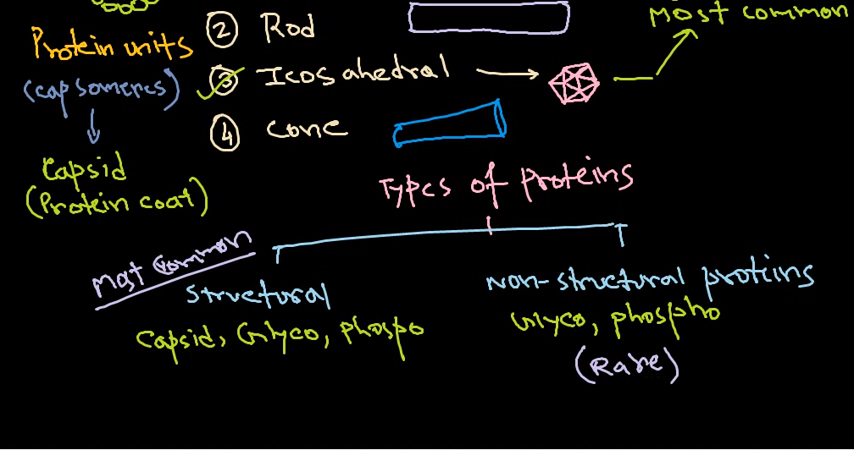 Most common
Protein units
(capsomeres)
Capsid
(Protein coat)
② Rod
③ Icosahedral
④ Cone
Types of proteins
Most Common
Structural
Capsid, Glyco, phospo
Non-structural proteins
Glyco, phospho
(Rare)